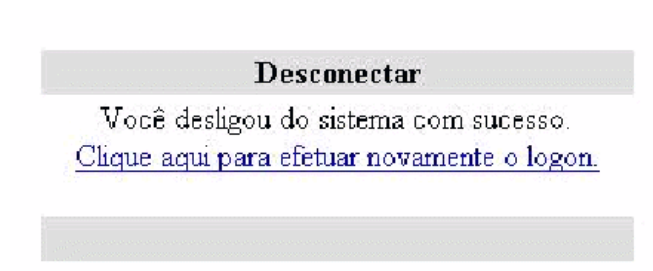 Desconectar
Você desligou do sistema com sucesso.
Clique aqui para efetuar novamente o logon.